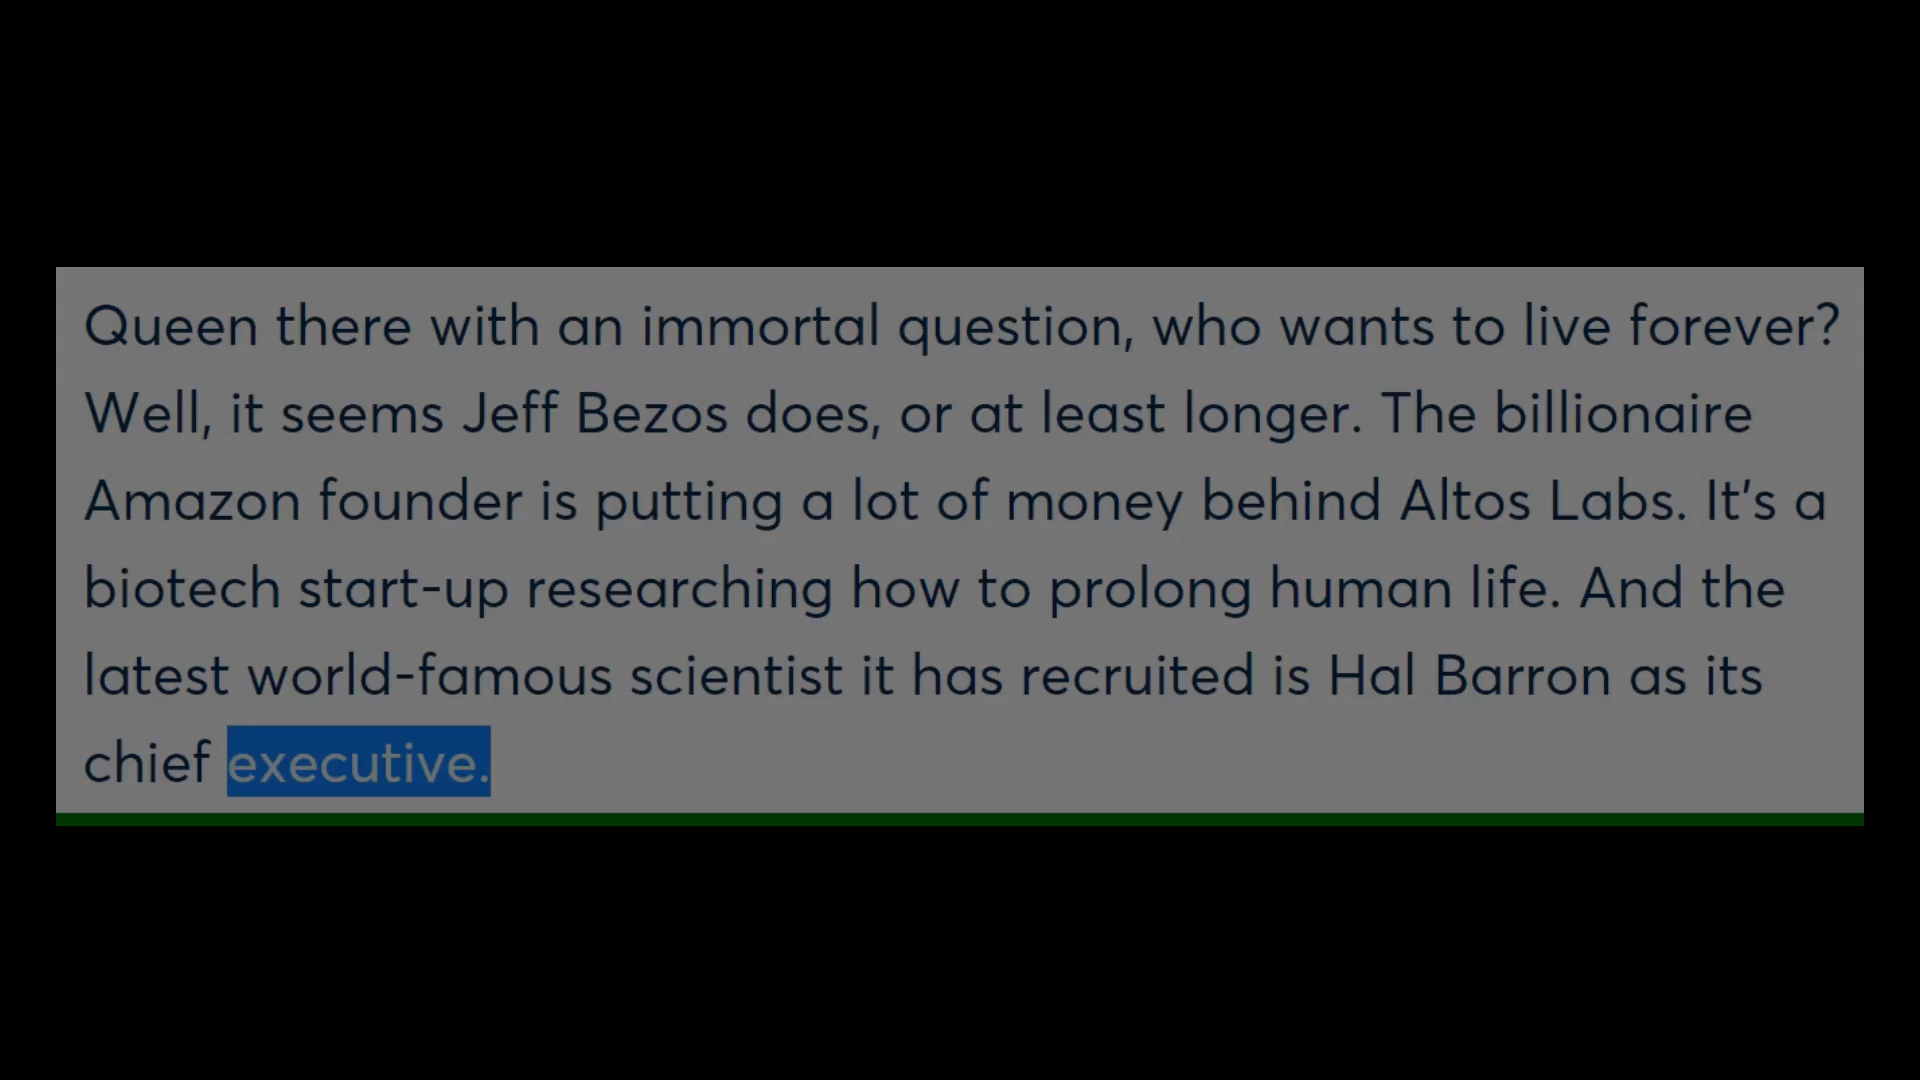 Queen there with an immortal question, who wants to live forever?
Well, it seems Jeff Bezos does, or at least longer. The billionaire
Amazon founder is putting a lot of money behind Altos Labs. It's a
biotech start-up researching how to prolong human life. And the
latest world-famous scientist it has recruited is Hal Barron as its
chief executive.